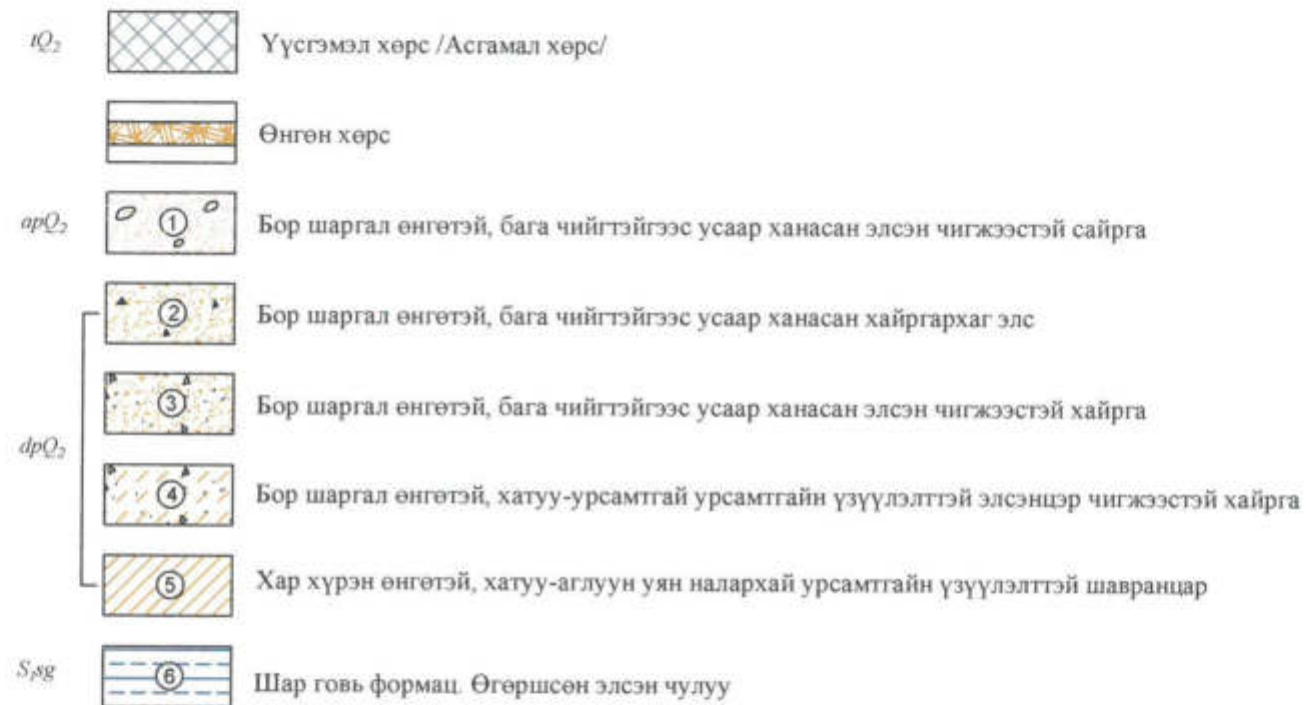 tQ₂ Үүсгэмэл хөрс /Асгамал хөрс/
Өнгөн хөрс
apQ₂ ① Бор шаргал өнгөтэй, бага чийгтэйгээс усаар ханасан элсэн чигжээстэй сайрга
② Бор шаргал өнгөтэй, бага чийгтэйгээс усаар ханасан хайргархаг элс
③ Бор шаргал өнгөтэй, бага чийгтэйгээс усаар ханасан элсэн чигжээстэй хайрга
dpQ₂
④ Бор шаргал өнгөтэй, хатуу-урсамтгай урсамтгайн үзүүлэлттэй элсэнцэр чигжээстэй хайрга
⑤ Хар хүрэн өнгөтэй, хатуу-аглуун уян налархай урсамтгайн үзүүлэлттэй шавранцар
S₁sg ⑥ Шар говь формац. Өгөршсөн элсэн чулуу